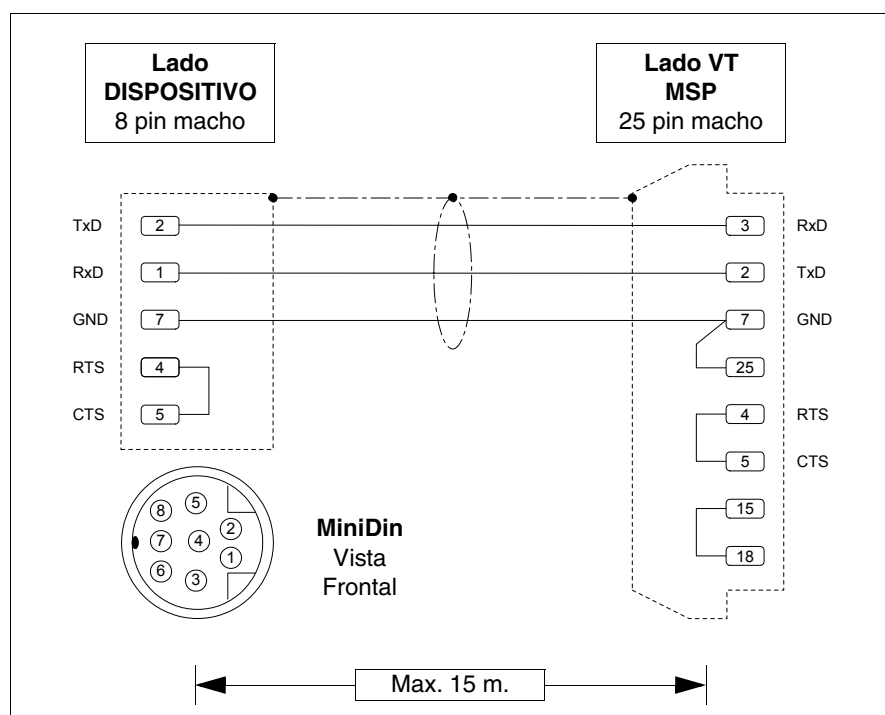 Lado
DISPOSITIVO
8 pin macho
Lado VT
MSP
25 pin macho
TxD 2 3 RxD
RxD 1 2 TxD
GND 7 7 GND
RTS 4 25
CTS 5 4 RTS
5 CTS
15
18
5
8 2
7 4
1
6 3
MiniDin
Vista
Frontal
Max. 15 m.